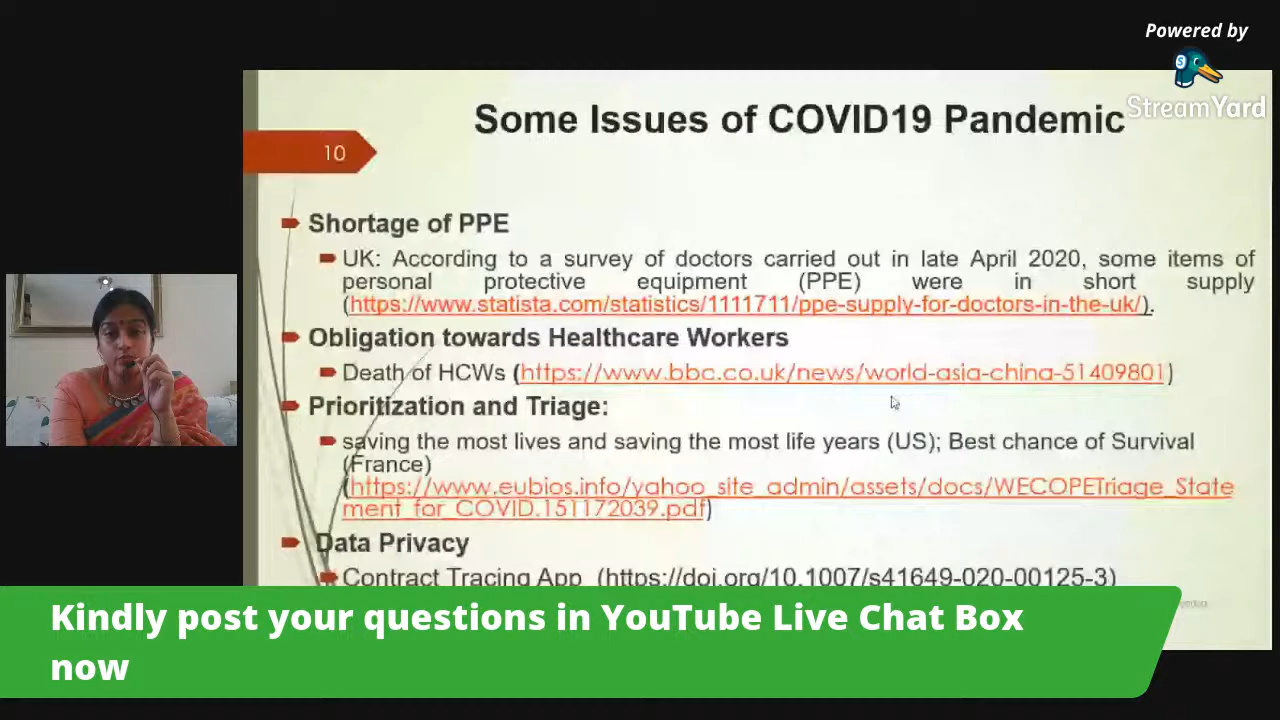 Powered by
StreamYard
Some Issues of COVID19 Pandemic
10
Shortage of PPE
UK: According to a survey of doctors carried out in late April 2020, some items of
personal protective equipment (PPE) were in short supply
(https://www.statista.com/statistics/1111711/ppe-supply-for-doctors-in-the-uk/).
Obligation towards Healthcare Workers
Death of HCWs (https://www.bbc.co.uk/news/world-asia-china-51409801)
Prioritization and Triage:
saving the most lives and saving the most life years (US); Best chance of Survival
(France)
(https://www.eubios.info/yahoo_site_admin/assets/docs/WECOPETriage_State
ment_for_COVID.151172039.pdf)
Data Privacy
Contract Tracing App (https://doi.org/10.1007/s41649-020-00125-3)
Kindly post your questions in YouTube Live Chat Box
now